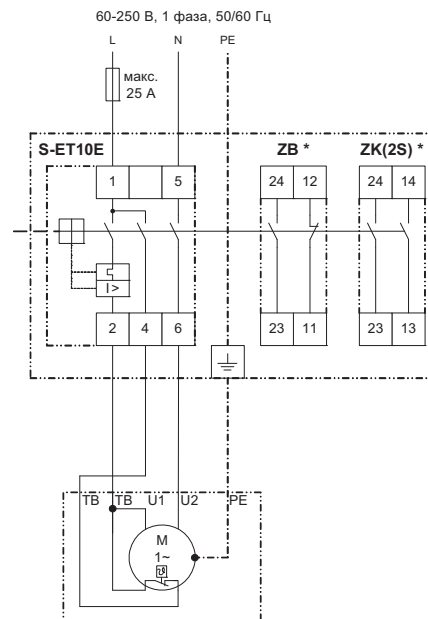 60-250 В, 1 фаза, 50/60 Гц
L N PE
макс.
25 А
S-ET10E ZB * ZK(2S) *
1 5 24 12 24 14
I>
2 4 6 23 11 23 13
TB TB U1 U2 PE
M
1~
ϑ